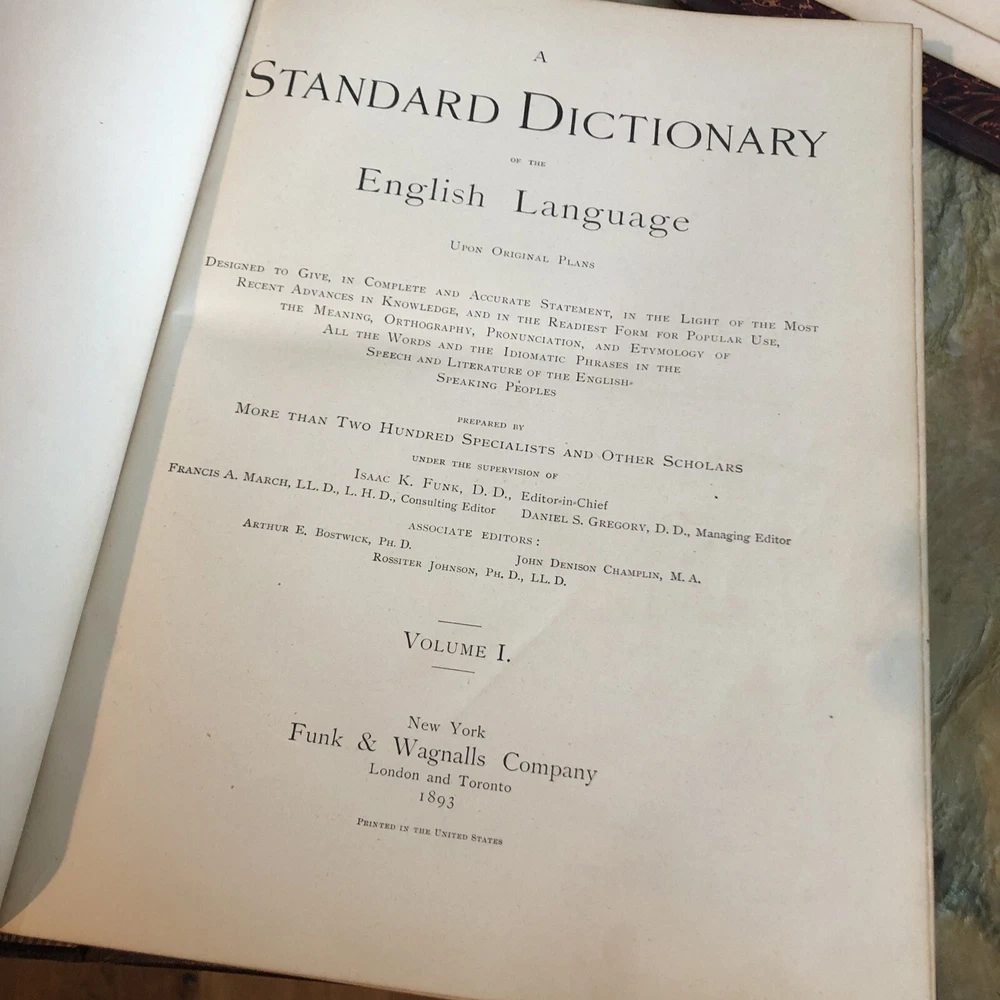 A
STANDARD DICTIONARY
OF THE
English Language
UPON ORIGINAL PLANS
DESIGNED TO GIVE, IN COMPLETE AND ACCURATE STATEMENT, IN THE LIGHT OF THE MOST
RECENT ADVANCES IN KNOWLEDGE, AND IN THE READIEST FORM FOR POPULAR USE,
THE MEANING, ORTHOGRAPHY, PRONUNCIATION, AND ETYMOLOGY OF
ALL THE WORDS AND THE IDIOMATIC PHRASES IN THE
SPEECH AND LITERATURE OF THE ENGLISH-
SPEAKING PEOPLES
PREPARED BY
MORE THAN TWO HUNDRED SPECIALISTS AND OTHER SCHOLARS
UNDER THE SUPERVISION OF
ISAAC K. FUNK, D. D., Editor-in-Chief
FRANCIS A. MARCH, LL. D., L. H. D., Consulting Editor DANIEL S. GREGORY, D. D., Managing Editor
ASSOCIATE EDITORS:
ARTHUR E. BOSTWICK, PH. D. JOHN DENISON CHAMPLIN, M. A.
ROSSITER JOHNSON, PH. D., LL. D.
VOLUME I.
New York
Funk & Wagnalls Company
London and Toronto
1893
PRINTED IN THE UNITED STATES